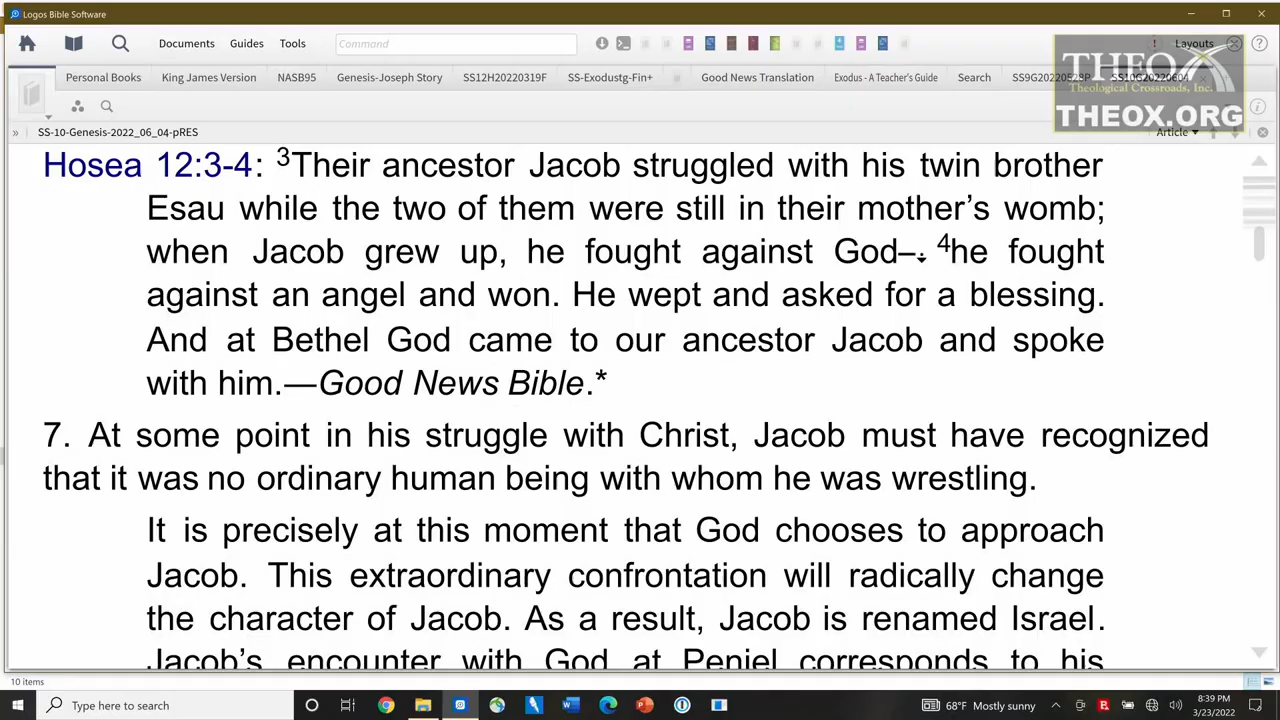 Logos Bible Software
Documents Guides Tools Command Layouts
THEOX
Theological Crossroads, Inc.
THEOX.ORG
Personal Books King James Version NASB95 Genesis-Joseph Story SS12IH20220319F SS-Exodustg-Fin+ Good News Translation Exodus - A Teacher's Guide Search
SS-10-Genesis-2022_06_04-pRES Article
Hosea 12:3-4: 3Their ancestor Jacob struggled with his twin brother
Esau while the two of them were still in their mother's womb;
when Jacob grew up, he fought against God–, 4he fought
against an angel and won. He wept and asked for a blessing.
And at Bethel God came to our ancestor Jacob and spoke
with him.—Good News Bible.*
7. At some point in his struggle with Christ, Jacob must have recognized
that it was no ordinary human being with whom he was wrestling.
It is precisely at this moment that God chooses to approach
Jacob. This extraordinary confrontation will radically change
the character of Jacob. As a result, Jacob is renamed Israel.
Jacob's encounter with God at Peniel corresponds to his
10 items
Type here to search
68°F Mostly sunny
8:39 PM
3/23/2022